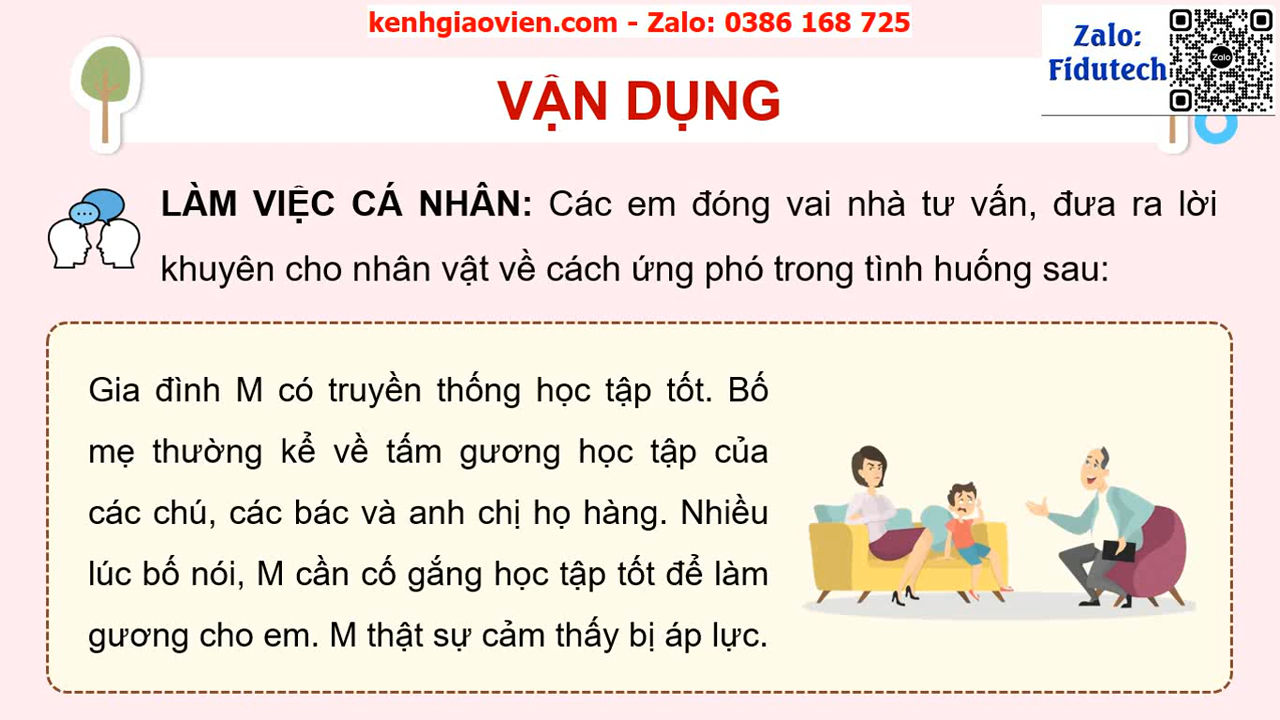 kenhgiaovien.com - Zalo: 0386 168 725
Zalo:
Fidutech
Zalo
VẬN DỤNG
LÀM VIỆC CÁ NHÂN: Các em đóng vai nhà tư vấn, đưa ra lời
khuyên cho nhân vật về cách ứng phó trong tình huống sau:
Gia đình M có truyền thống học tập tốt. Bố
mẹ thường kể về tấm gương học tập của
các chú, các bác và anh chị họ hàng. Nhiều
lúc bố nói, M cần cố gắng học tập tốt để làm
gương cho em. M thật sự cảm thấy bị áp lực.